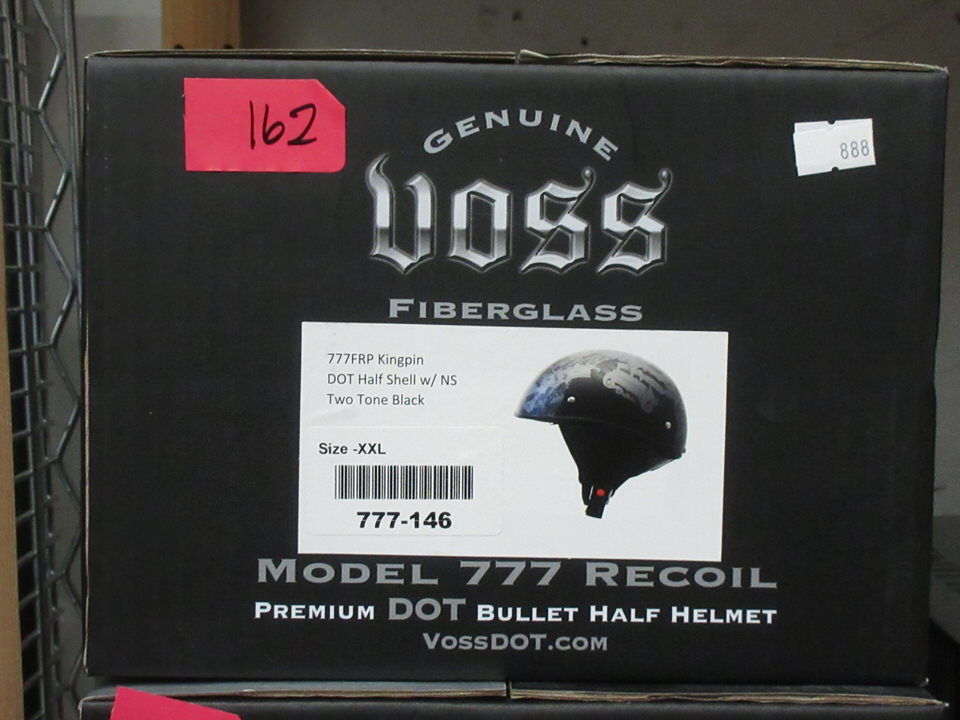 162
888
GENUINE
VOSS
FIBERGLASS
777FRP Kingpin
DOT Half Shell w/ NS
Two Tone Black
Size -XXL
777-146
MODEL 777 RECOIL
PREMIUM DOT BULLET HALF HELMET
VOSSDOT.COM